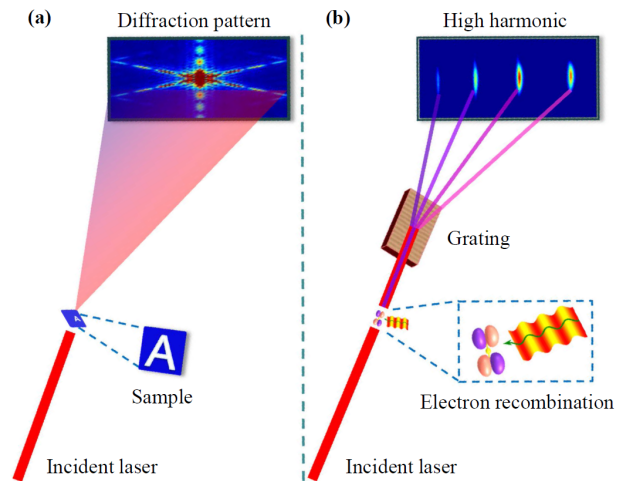 (a)
Diffraction pattern
A
A
Sample
Incident laser
(b)
High harmonic
Grating
Electron recombination
Incident laser